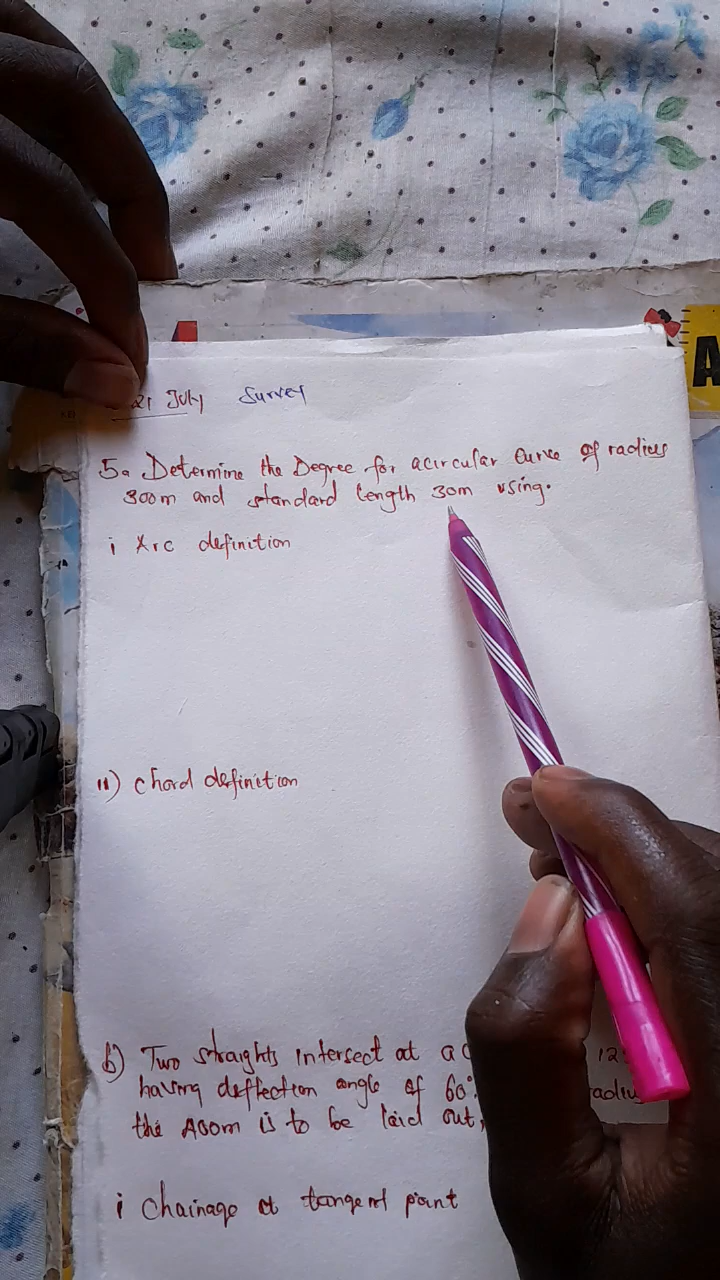 21 July Survey
5a Determine the Degree for a circular Curve of radius
300m and standard length 30m using.
i Arc definition
ii) chord definition
b) Two straights intersect at a 12
having deflection angle of 60°
the 400m is to be laid out,
i Chainage at tangent point
A